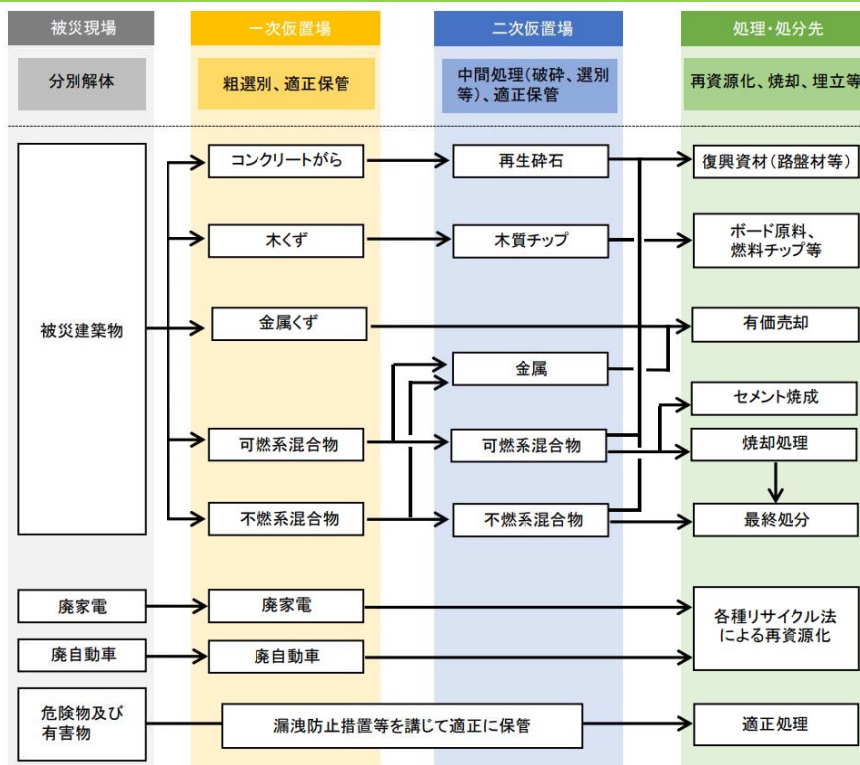 被災現場
一次仮置場
二次仮置場
処理・処分先
分別解体
粗選別、適正保管
中間処理(破砕、選別
等)、適正保管
再資源化、焼却、埋立等
被災建築物
コンクリートがら
再生砕石
復興資材(路盤材等)
木くず
木質チップ
ボード原料、
燃料チップ等
金属くず
有価売却
金属
セメント焼成
可燃系混合物
可燃系混合物
焼却処理
不燃系混合物
不燃系混合物
最終処分
廃家電
廃家電
各種リサイクル法
による再資源化
廃自動車
廃自動車
危険物及び
有害物
漏洩防止措置等を講じて適正に保管
適正処理